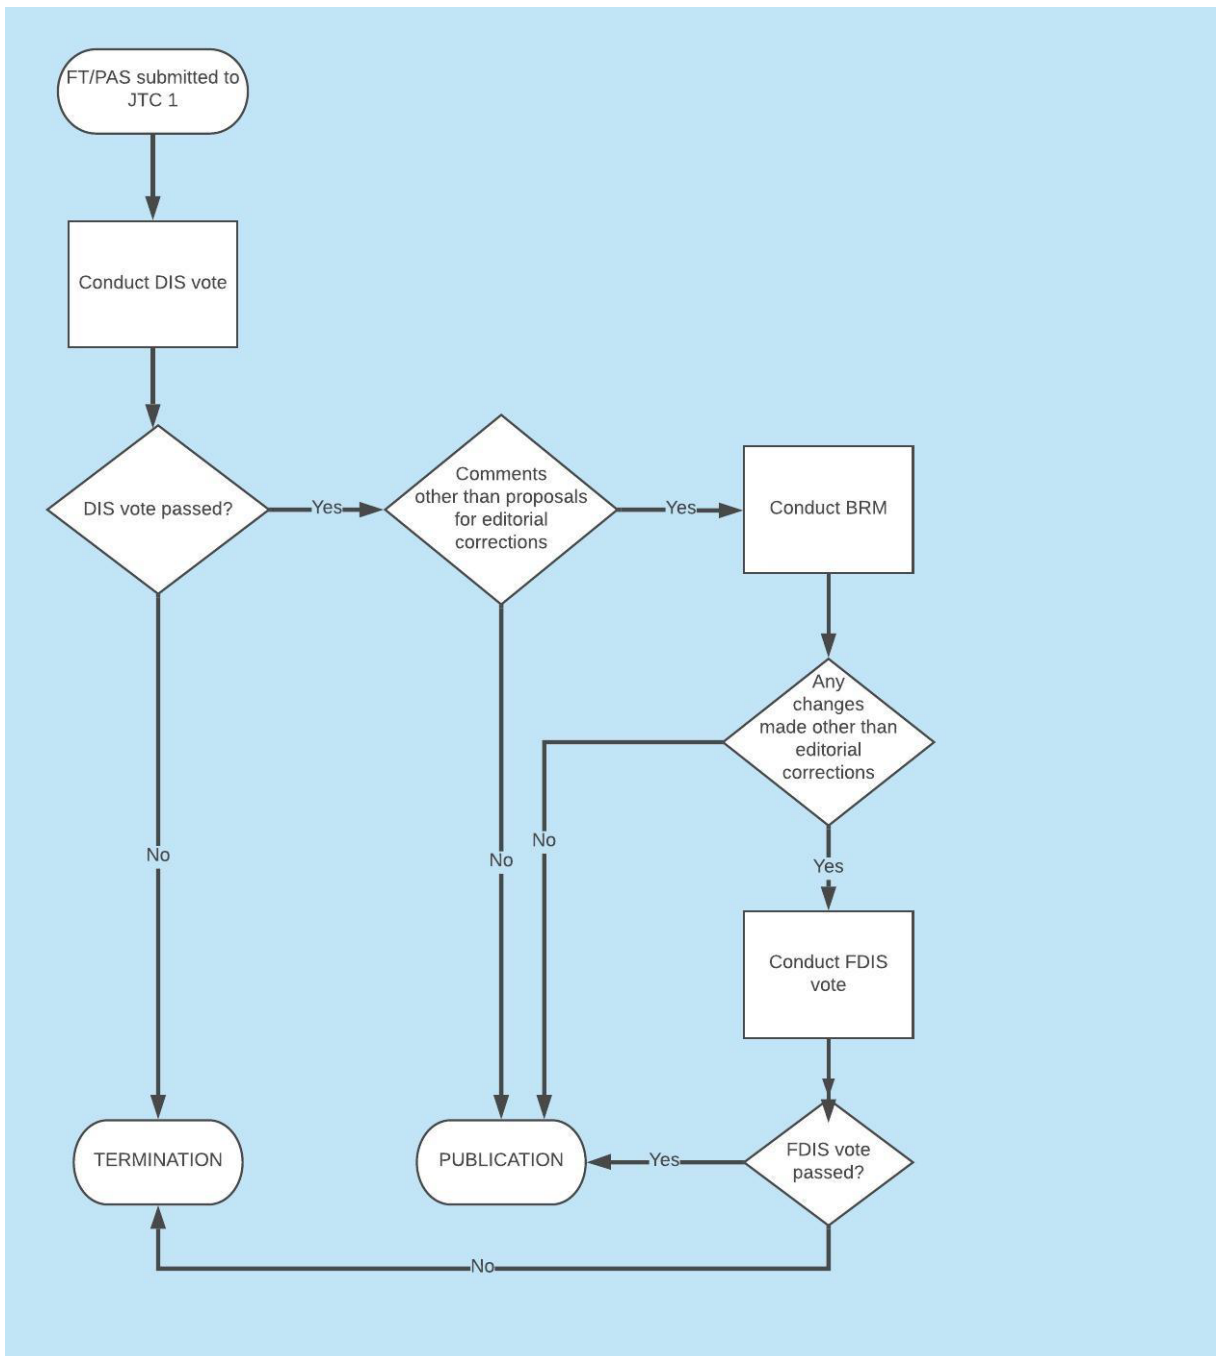 FT/PAS submitted to
JTC 1
Conduct DIS vote
DIS vote passed?
Yes
Comments
other than proposals
for editorial
corrections
Yes
Conduct BRM
Any
changes
made other than
editorial
corrections
No
No
No
Yes
Conduct FDIS
vote
TERMINATION
PUBLICATION
Yes
FDIS vote
passed?
No